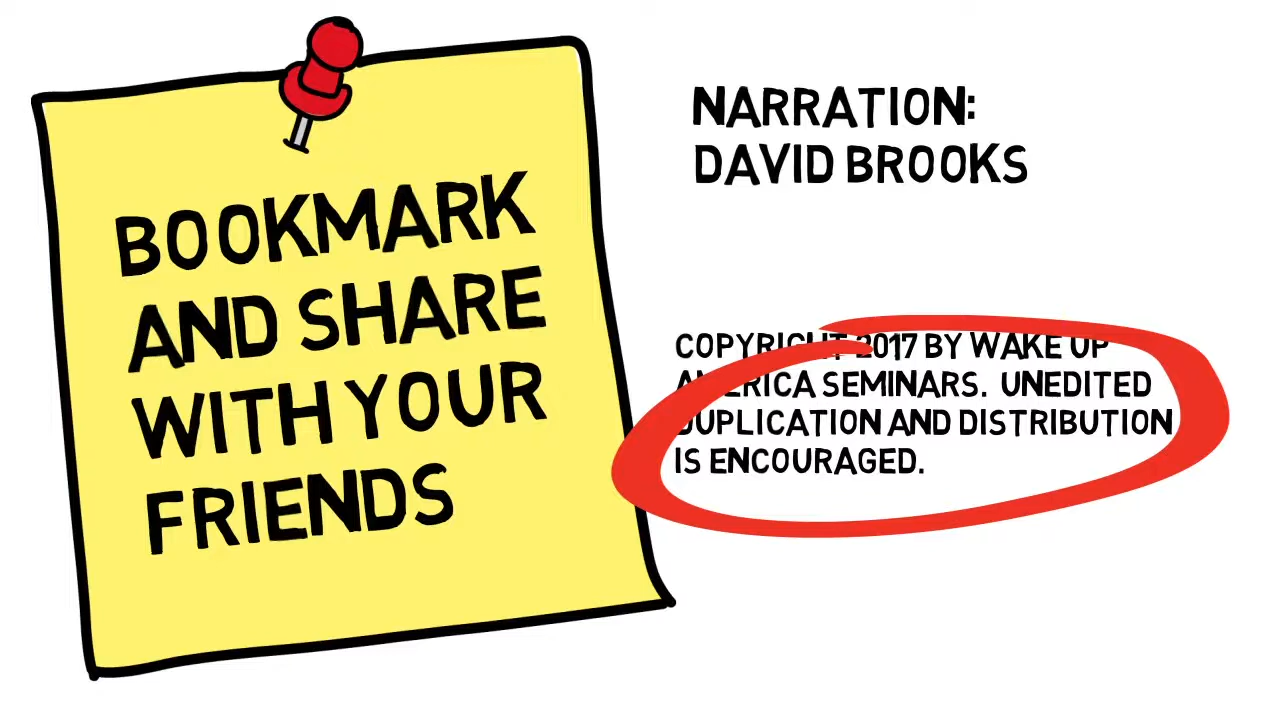 BOOKMARK
AND SHARE
WITH YOUR
FRIENDS
NARRATION:
DAVID BROOKS
COPYRIGHT 2017 BY WAKE UP
AMERICA SEMINARS. UNEDITED
DUPLICATION AND DISTRIBUTION
IS ENCOURAGED.